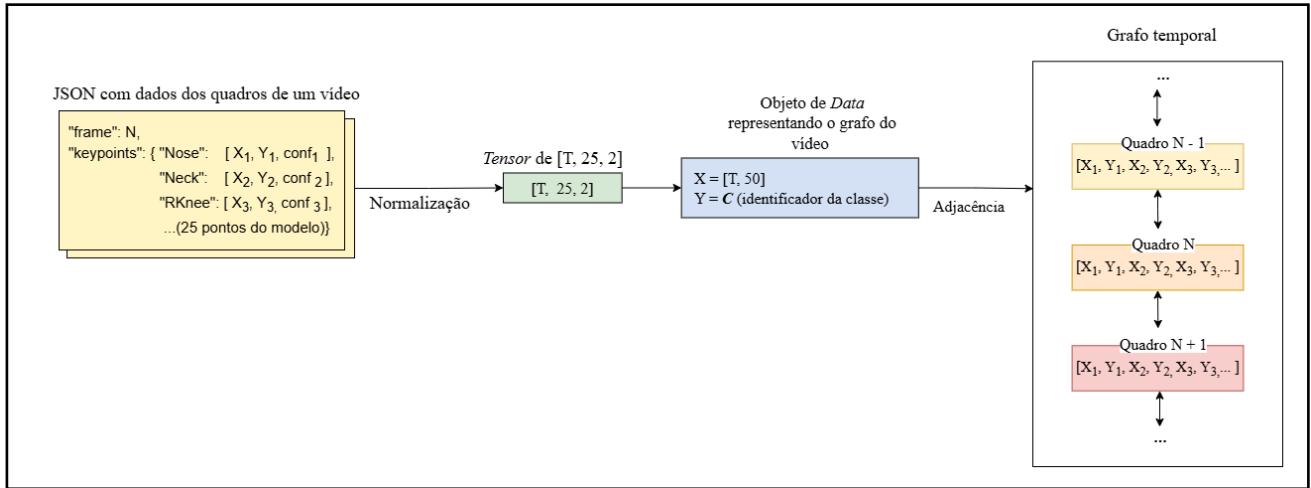 JSON com dados dos quadros de um vídeo
"frame": N,
"keypoints": { "Nose": [ X₁, Y₁, conf₁ ],
"Neck": [ X₂, Y₂, conf ₂ ],
"RKnee": [ X₃, Y₃, conf ₃ ],
...(25 pontos do modelo)}
Normalização
Tensor de [T, 25, 2]
[T, 25, 2]
Objeto de Data
representando o grafo do
vídeo
X = [T, 50]
Y = C (identificador da classe)
Adjacência
Grafo temporal
...
Quadro N - 1
[X₁, Y₁, X₂, Y₂, X₃, Y₃,... ]
Quadro N
[X₁, Y₁, X₂, Y₂, X₃, Y₃,... ]
Quadro N + 1
[X₁, Y₁, X₂, Y₂, X₃, Y₃,... ]
...